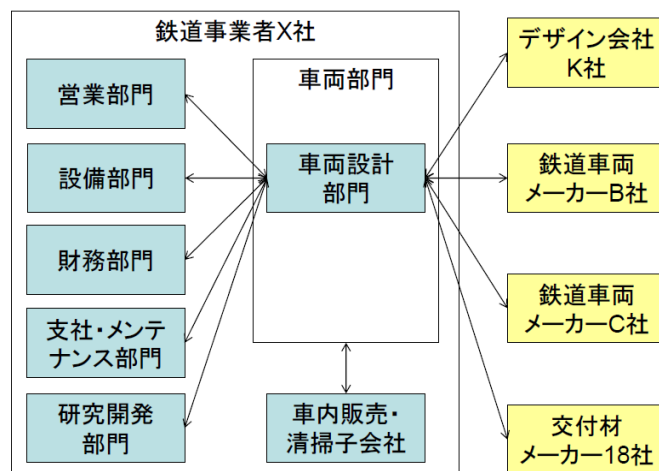 鉄道事業者X社
営業部門
設備部門
財務部門
支社・メンテ
ナンス部門
研究開発
部門
車両部門
車両設計
部門
車内販売・
清掃子会社
デザイン会社
K社
鉄道車両
メーカーB社
鉄道車両
メーカーC社
交付材
メーカー18社